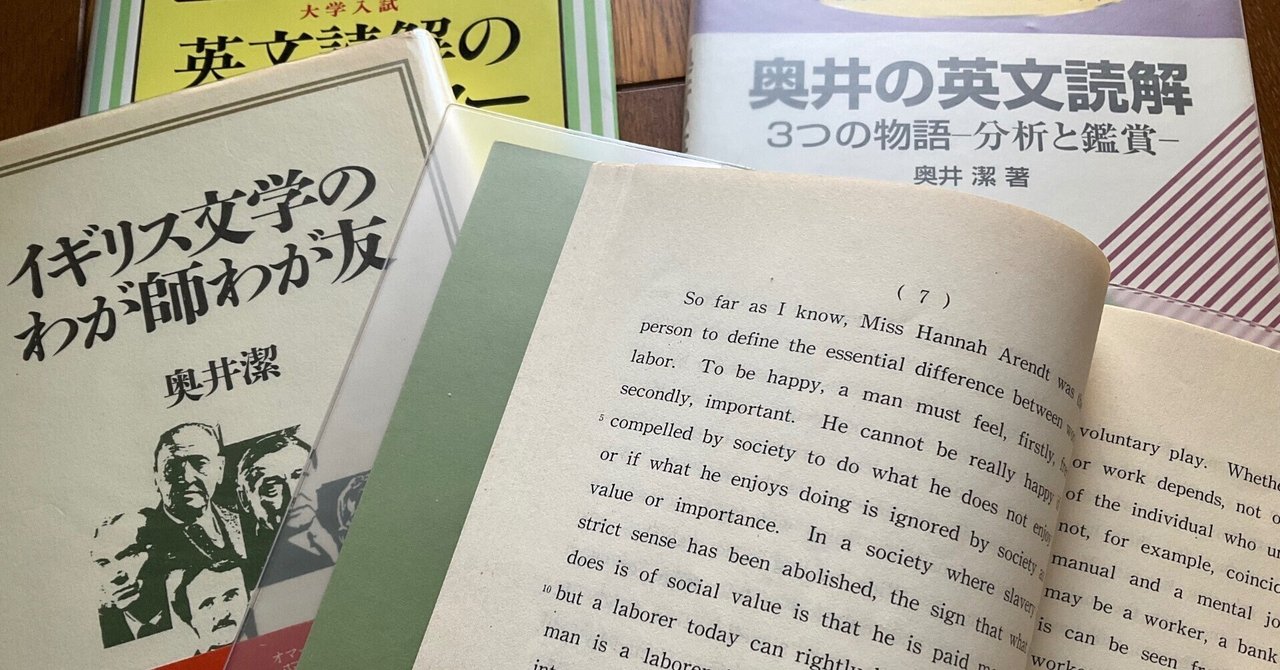 大学入試
英文読解の
奥井の英文読解
3つの物語−分析と鑑賞−
奥井 潔 著
イギリス文学の
わが師わが友
奥井潔
( 7 )
So far as I know, Miss Hannah Arendt was
person to define the essential difference between
labor. To be happy, a man must feel, firstly,
secondly, important. He cannot be really happy
5 compelled by society to do what he does not enjoy
or if what he enjoys doing is ignored by society
value or importance. In a society where slavery
strict sense has been abolished, the sign that what
does is of social value is that he is paid
10 but a laborer today can rightly
man is a laborer
voluntary play.
or work depends, not
of the individual who
not, for example,
manual and a mental
may be a worker, a bank
is can be seen